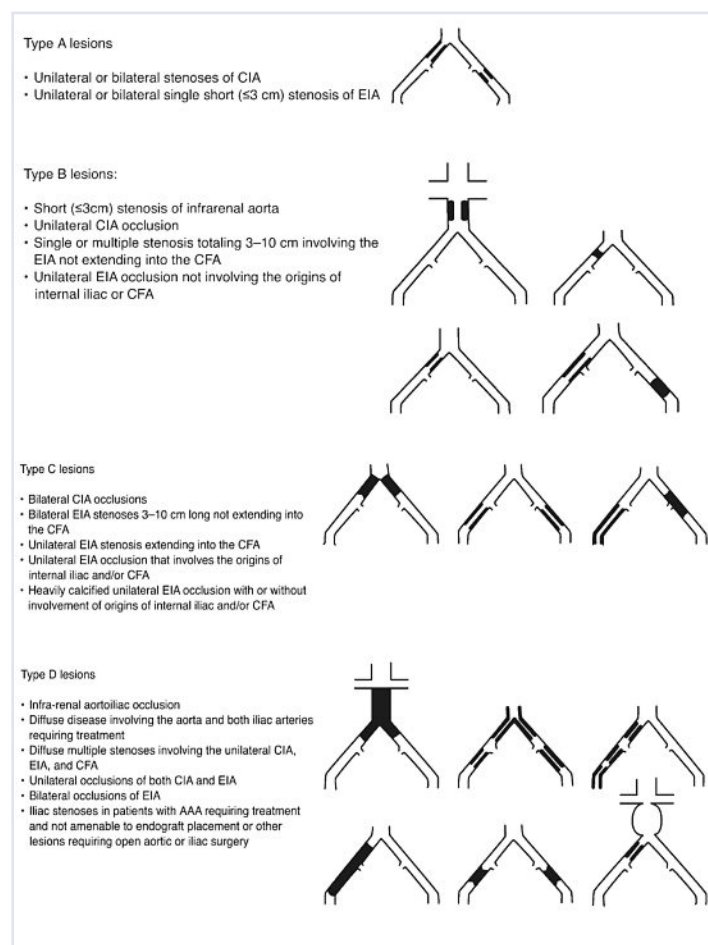 Type A lesions
• Unilateral or bilateral stenoses of CIA
• Unilateral or bilateral single short (≤3 cm) stenosis of EIA
Type B lesions:
• Short (≤3cm) stenosis of infrarenal aorta
• Unilateral CIA occlusion
• Single or multiple stenosis totaling 3–10 cm involving the
EIA not extending into the CFA
• Unilateral EIA occlusion not involving the origins of
internal iliac or CFA
Type C lesions
• Bilateral CIA occlusions
• Bilateral EIA stenoses 3–10 cm long not extending into
the CFA
• Unilateral EIA stenosis extending into the CFA
• Unilateral EIA occlusion that involves the origins of
internal iliac and/or CFA
• Heavily calcified unilateral EIA occlusion with or without
involvement of origins of internal iliac and/or CFA
Type D lesions
• Infra-renal aortoiliac occlusion
• Diffuse disease involving the aorta and both iliac arteries
requiring treatment
• Diffuse multiple stenoses involving the unilateral CIA,
EIA, and CFA
• Unilateral occlusions of both CIA and EIA
• Bilateral occlusions of EIA
• Iliac stenoses in patients with AAA requiring treatment
and not amenable to endograft placement or other
lesions requiring open aortic or iliac surgery